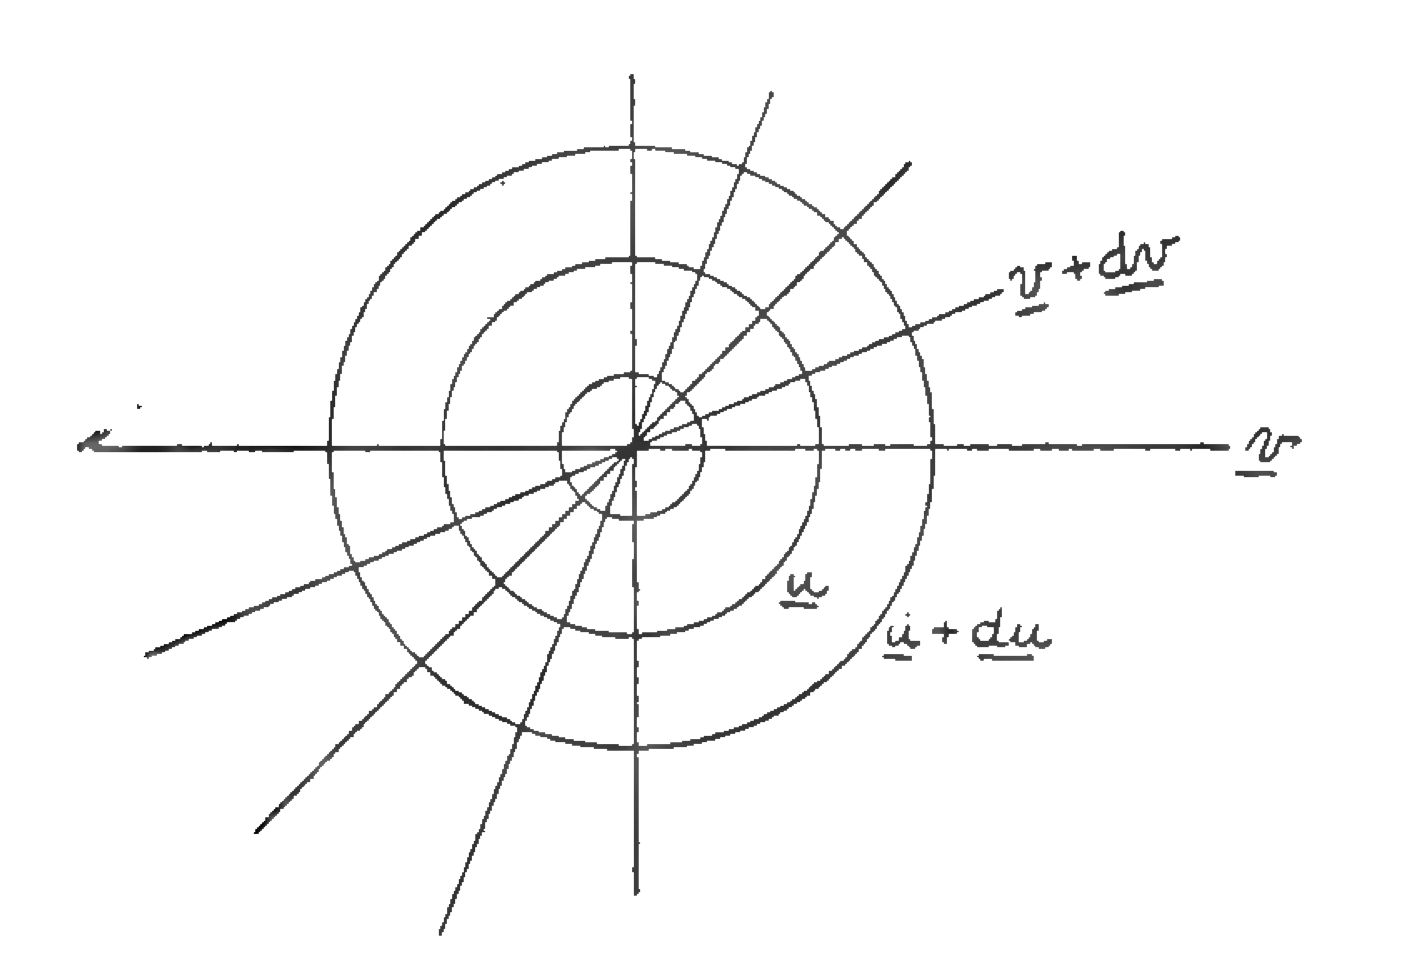 v + dv
v
u
u + du